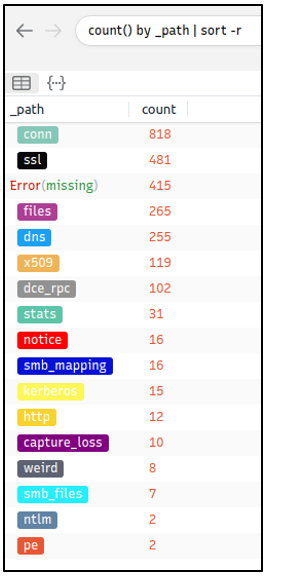 count() by _path | sort -r
{...}
_path count
conn 818
ssl 481
Error(missing) 415
files 265
dns 255
x509 119
dce_rpc 102
stats 31
notice 16
smb_mapping 16
kerberos 15
http 12
capture_loss 10
weird 8
smb_files 7
ntlm 2
pe 2